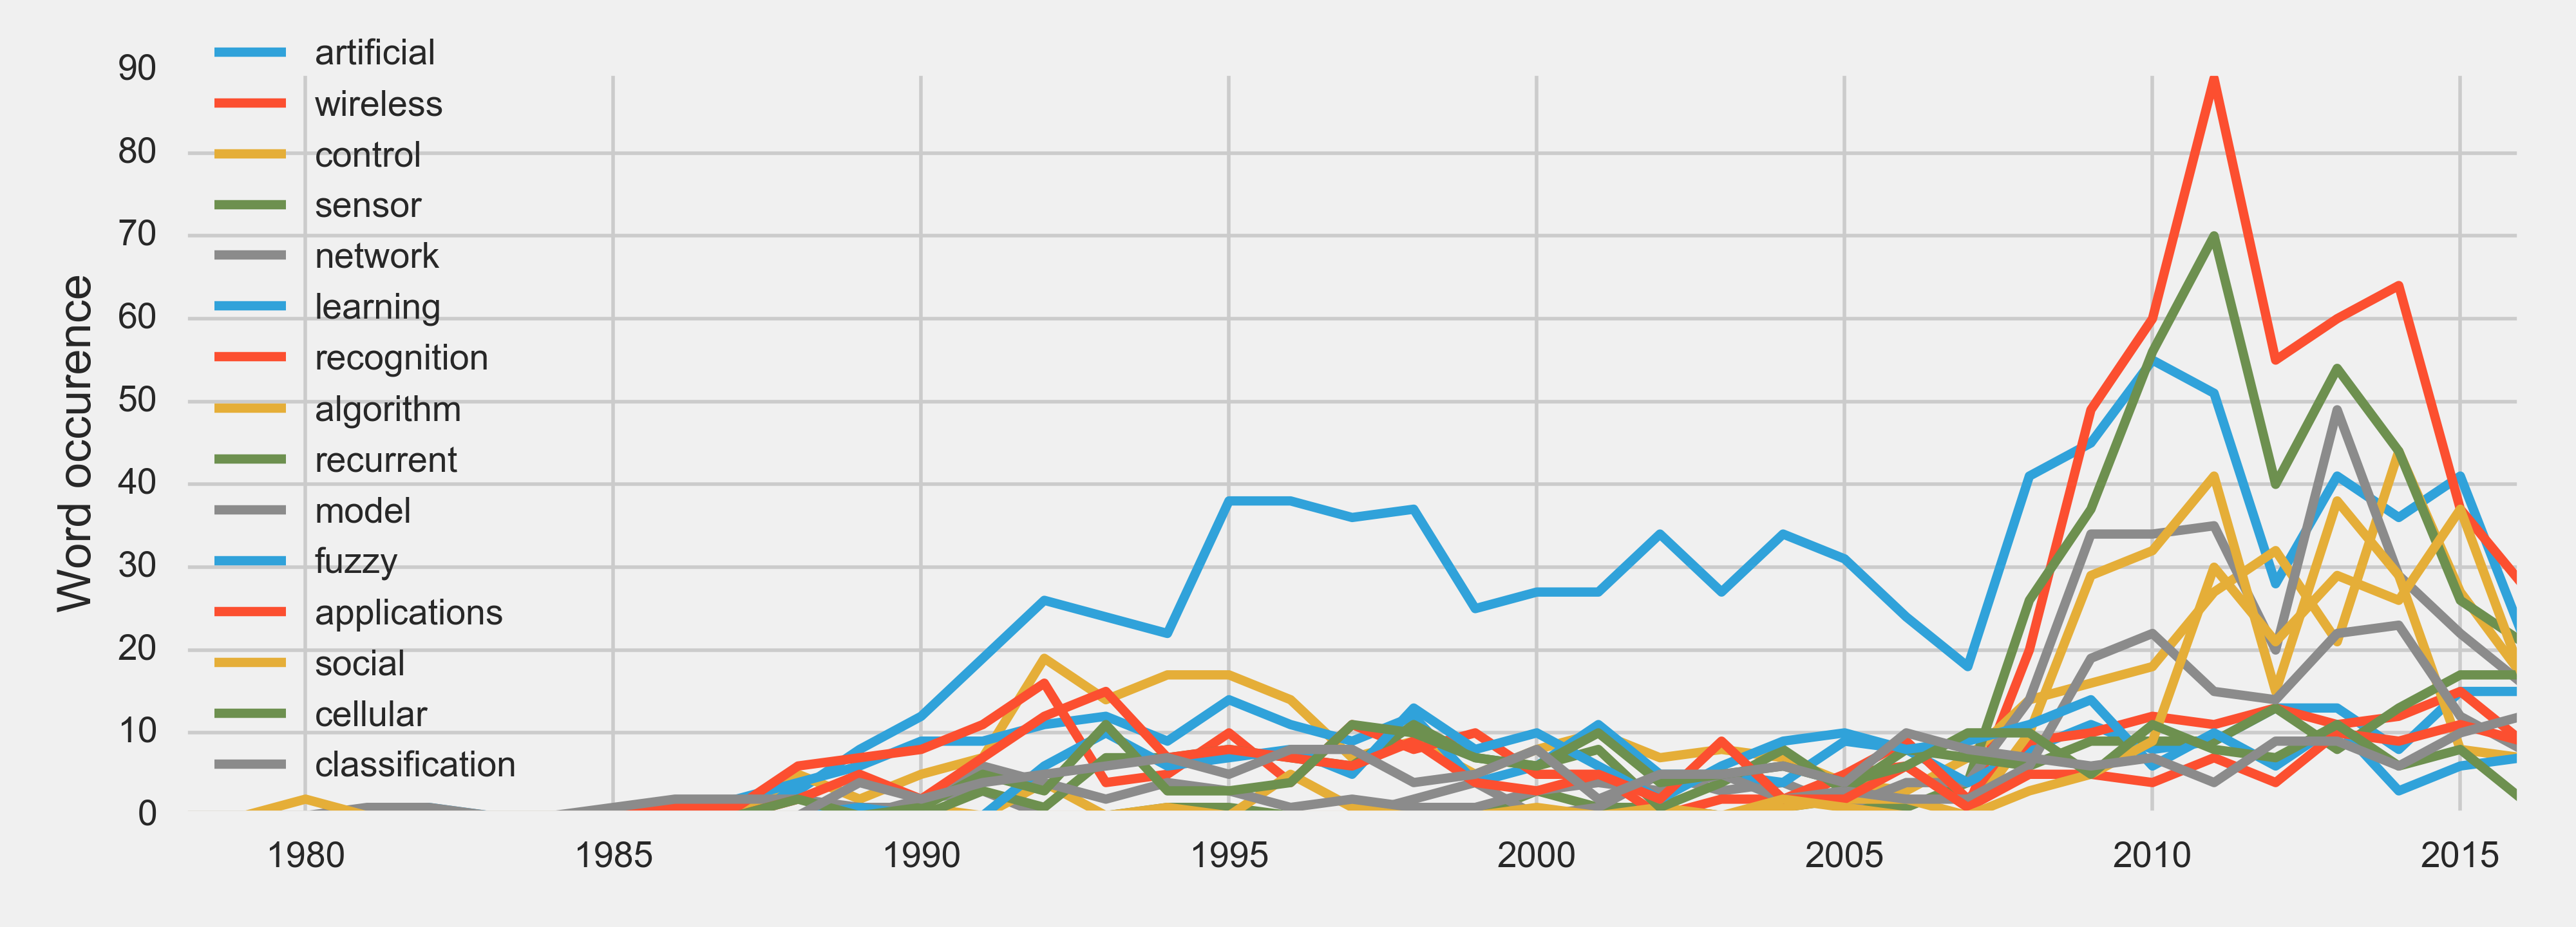 Word occurence
90
80
70
60
50
40
30
20
10
0
artificial
wireless
control
sensor
network
learning
recognition
algorithm
recurrent
model
fuzzy
applications
social
cellular
classification
1980 1985 1990 1995 2000 2005 2010 2015